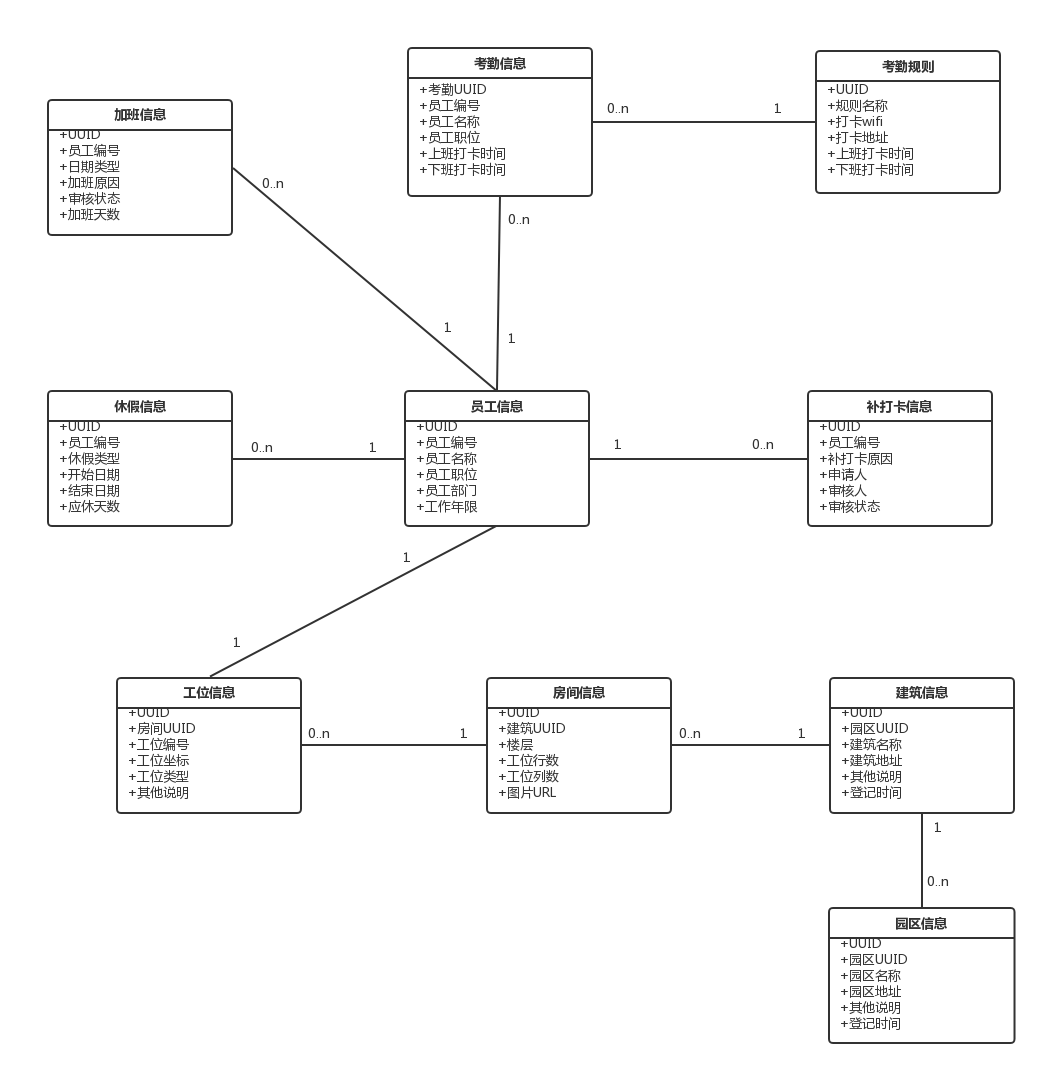 考勤信息
+考勤UUID
+员工编号
+员工名称
+员工职位
+上班打卡时间
+下班打卡时间
0..n
1
考勤规则
+UUID
+规则名称
+打卡wifi
+打卡地址
+上班打卡时间
+下班打卡时间
加班信息
+UUID
+员工编号
+日期类型
+加班原因
+审核状态
+加班天数
0..n
1
0..n
1
休假信息
+UUID
+员工编号
+休假类型
+开始日期
+结束日期
+应休天数
0..n
1
员工信息
+UUID
+员工编号
+员工名称
+员工职位
+员工部门
+工作年限
1
0..n
补打卡信息
+UUID
+员工编号
+补打卡原因
+申请人
+审核人
+审核状态
1
1
工位信息
+UUID
+房间UUID
+工位编号
+工位坐标
+工位类型
+其他说明
0..n
1
房间信息
+UUID
+建筑UUID
+楼层
+工位行数
+工位列数
+图片URL
0..n
1
建筑信息
+UUID
+园区UUID
+建筑名称
+建筑地址
+其他说明
+登记时间
1
0..n
园区信息
+UUID
+园区UUID
+园区名称
+园区地址
+其他说明
+登记时间